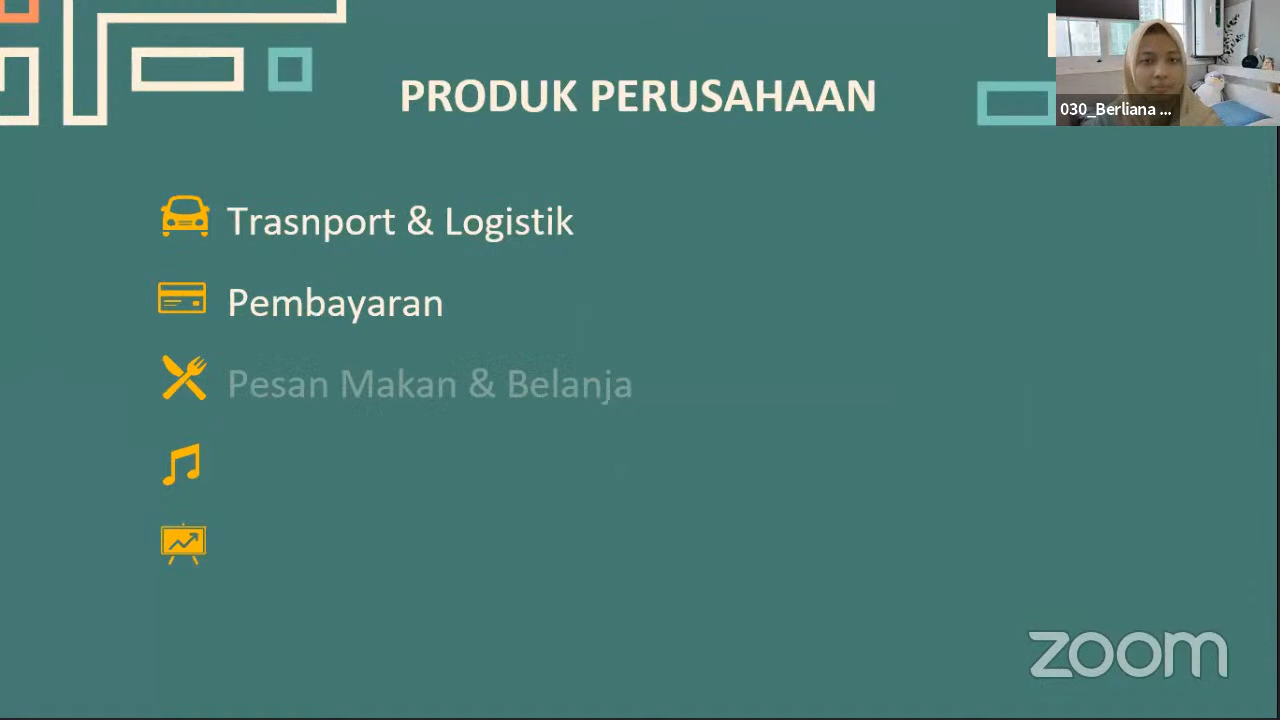 PRODUK PERUSAHAAN
030_Berliana ...
Trasnport & Logistik
Pembayaran
Pesan Makan & Belanja
zoom